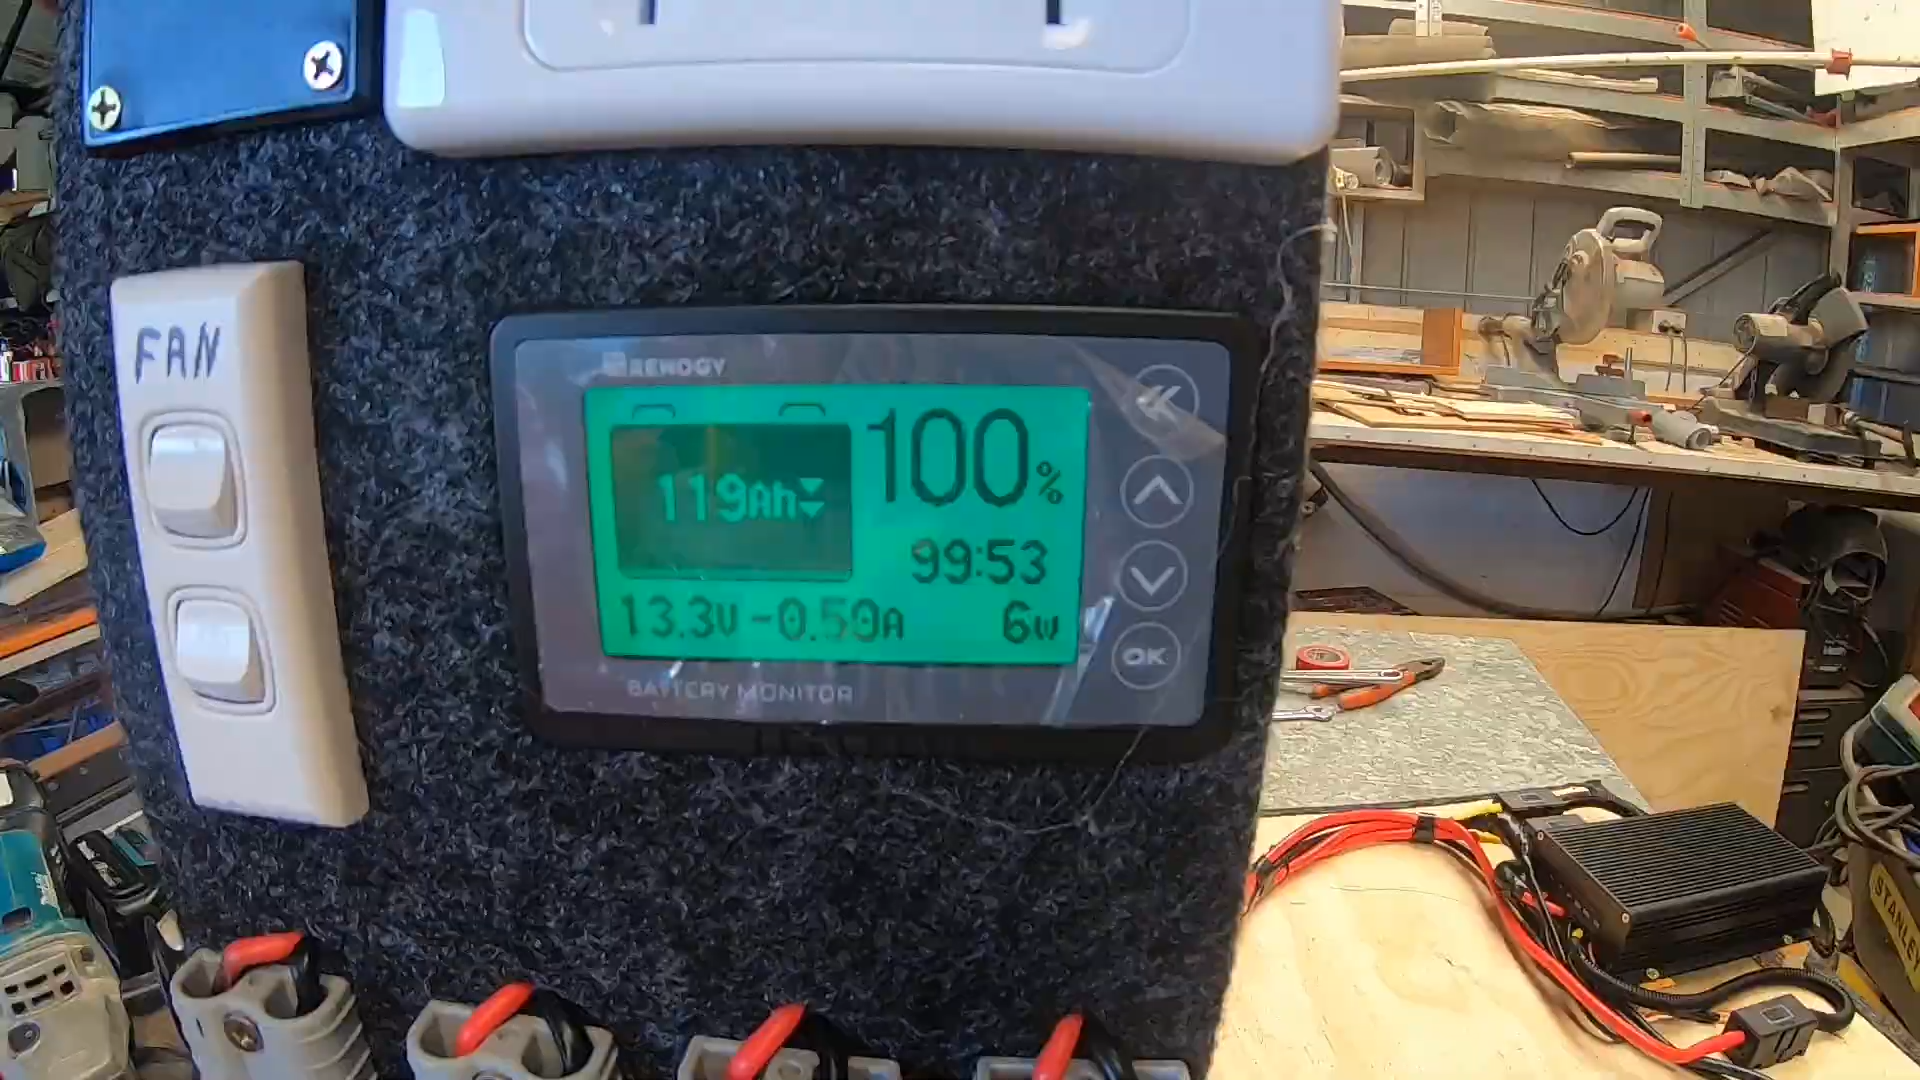 FAN
RENOGY
100%
119Ah
99:53
13.3V -0.50A 6W
BATTERY MONITOR
OK
STANLEY